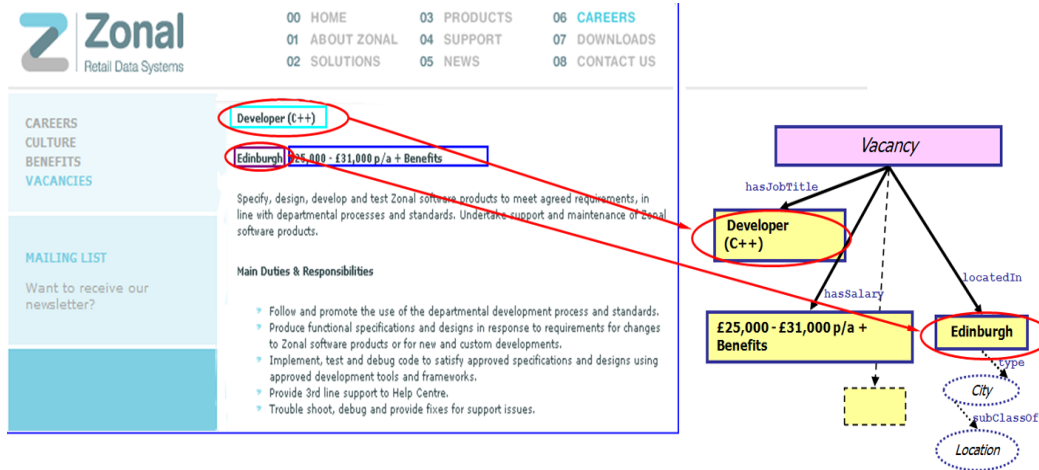 Zonal
Retail Data Systems
00 HOME
01 ABOUT ZONAL
02 SOLUTIONS
03 PRODUCTS
04 SUPPORT
05 NEWS
06 CAREERS
07 DOWNLOADS
08 CONTACT US
CAREERS
CULTURE
BENEFITS
VACANCIES
MAILING LIST
Want to receive our
newsletter?
Developer (C++)
Edinburgh £25,000 - £31,000 p/a + Benefits
Specify, design, develop and test Zonal software products to meet agreed requirements, in
line with departmental processes and standards. Undertake support and maintenance of Zonal
software products.
Main Duties & Responsibilities
Follow and promote the use of the departmental development process and standards.
Produce functional specifications and designs in response to requirements for changes
to Zonal software products or for new and custom developments.
Implement, test and debug code to satisfy approved specifications and designs using
approved development tools and frameworks.
Provide 3rd line support to Help Centre.
Trouble shoot, debug and provide fixes for support issues.
Vacancy
hasJobTitle
Developer
(C++)
hasSalary
£25,000 - £31,000 p/a +
Benefits
locatedIn
Edinburgh
type
City
subClassOf
Location